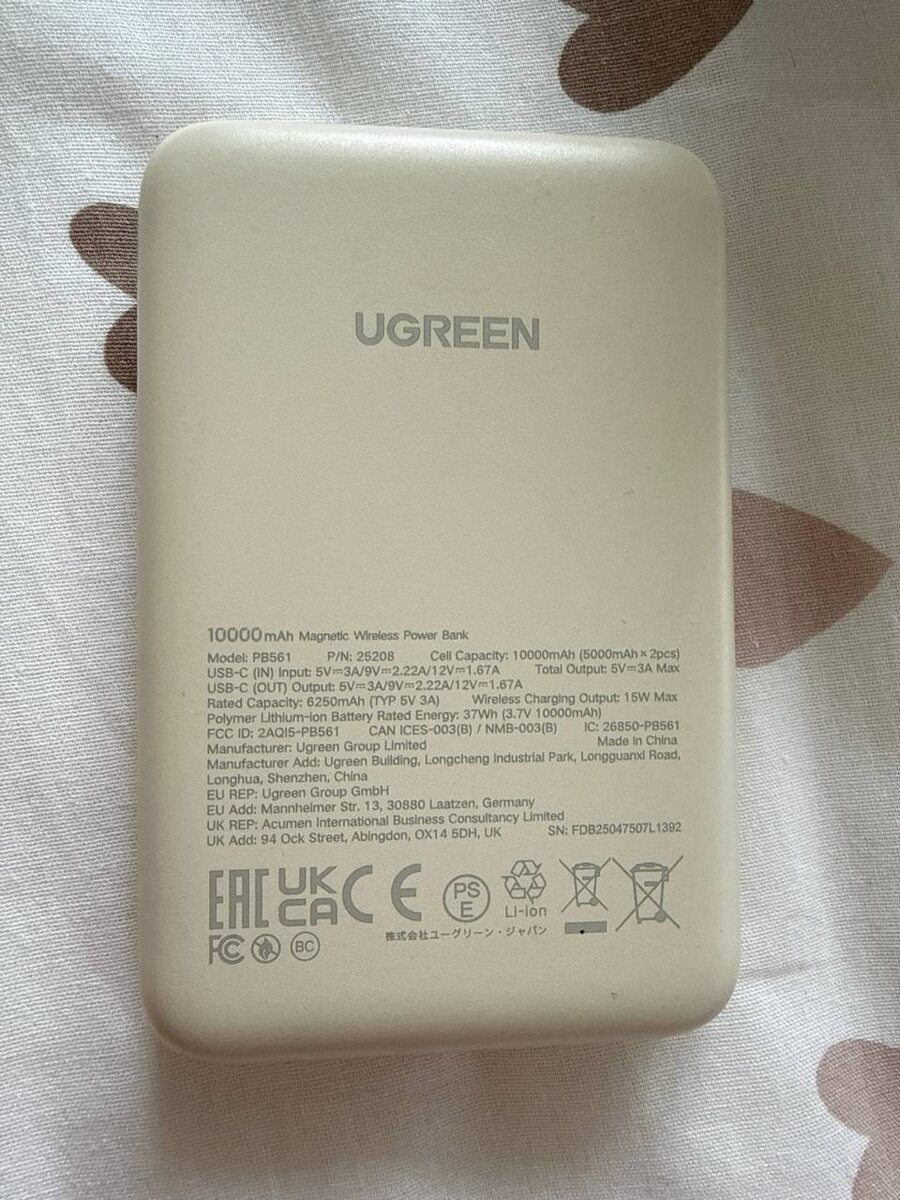 UGREEN
10000mAh Magnetic Wireless Power Bank
Model: PB561 P/N: 25208 Cell Capacity: 10000mAh (5000mAh×2pcs)
USB-C (IN) Input: 5V⎓3A/9V⎓2.22A/12V⎓1.67A Total Output: 5V⎓3A Max
USB-C (OUT) Output: 5V⎓3A/9V⎓2.22A/12V⎓1.67A
Rated Capacity: 6250mAh (TYP 5V 3A) Wireless Charging Output: 15W Max
Polymer Lithium-ion Battery Rated Energy: 37Wh (3.7V 10000mAh)
FCC ID: 2AQI5-PB561 CAN ICES-003(B) / NMB-003(B) IC: 26850-PB561
Manufacturer: Ugreen Group Limited Made in China
Manufacturer Add: Ugreen Building, Longcheng Industrial Park, Longguanxi Road,
Longhua, Shenzhen, China
EU REP: Ugreen Group GmbH
EU Add: Mannheimer Str. 13, 30880 Laatzen, Germany
UK REP: Acumen International Business Consultancy Limited
UK Add: 94 Ock Street, Abingdon, OX14 5DH, UK SN: FDB25047507L1392
EAC UK CA CE PS E Li-ion
FC BC 株式会社ユーグリーン・ジャパン